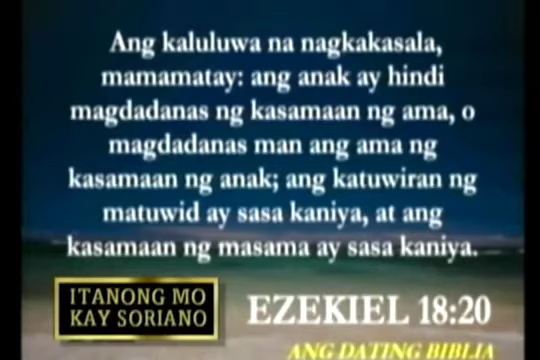 Ang kaluluwa na nagkakasala,
mamamatay: ang anak ay hindi
magdadanas ng kasamaan ng ama, o
magdadanas man ang ama ng
kasamaan ng anak; ang katuwiran ng
matuwid ay sasa kaniya, at ang
kasamaan ng masama ay sasa kaniya.
ITANONG MO
KAY SORIANO
EZEKIEL 18:20
ANG DATING BIBLIA